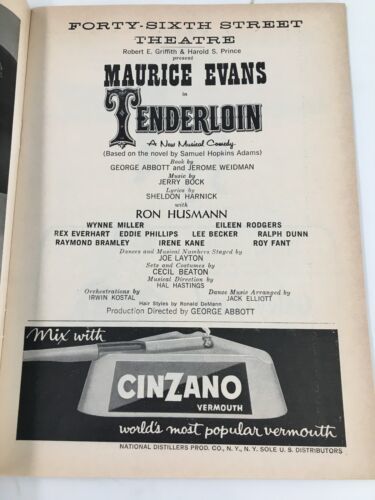 FORTY-SIXTH STREET
THEATRE
Robert E. Griffith & Harold S. Prince
present
MAURICE EVANS
in
TENDERLOIN
A New Musical Comedy
(Based on the novel by Samuel Hopkins Adams)
Book by
GEORGE ABBOTT and JEROME WEIDMAN
Music by
JERRY BOCK
Lyrics by
SHELDON HARNICK
with
RON HUSMANN
WYNNE MILLER EILEEN RODGERS
REX EVERHART EDDIE PHILLIPS LEE BECKER RALPH DUNN
RAYMOND BRAMLEY IRENE KANE ROY FANT
Dances and Musical Numbers Staged by
JOE LAYTON
Sets and Costumes by
CECIL BEATON
Musical Direction by
HAL HASTINGS
Orchestrations by Dance Music Arranged by
IRWIN KOSTAL JACK ELLIOTT
Hair Styles by Ronald DeMann
Production Directed by GEORGE ABBOTT
Mix with
CINZANO
VERMOUTH
world's most popular vermouth
NATIONAL DISTILLERS PROD. CO., N.Y., N.Y. SOLE U. S. DISTRIBUTORS